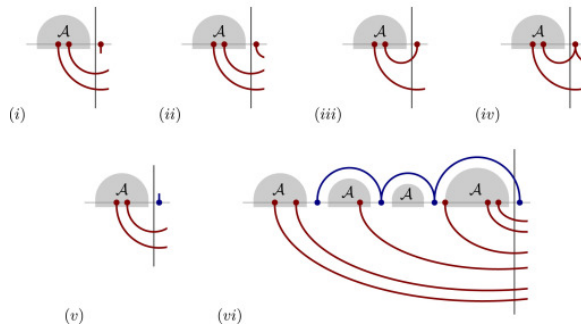 𝒜 𝒜 𝒜 𝒜
(i) (ii) (iii) (iv)
𝒜 𝒜 𝒜 𝒜 𝒜
(v) (vi)